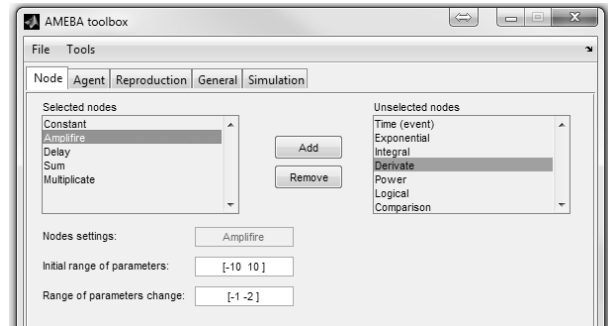 AMEBA toolbox
File Tools
Node Agent Reproduction General Simulation
Selected nodes
Constant
Amplifire
Delay
Sum
Multiplicate
Add
Remove
Unselected nodes
Time (event)
Exponential
Integral
Derivate
Power
Logical
Comparison
Nodes settings: Amplifire
Initial range of parameters: [-10 10 ]
Range of parameters change: [-1 -2 ]